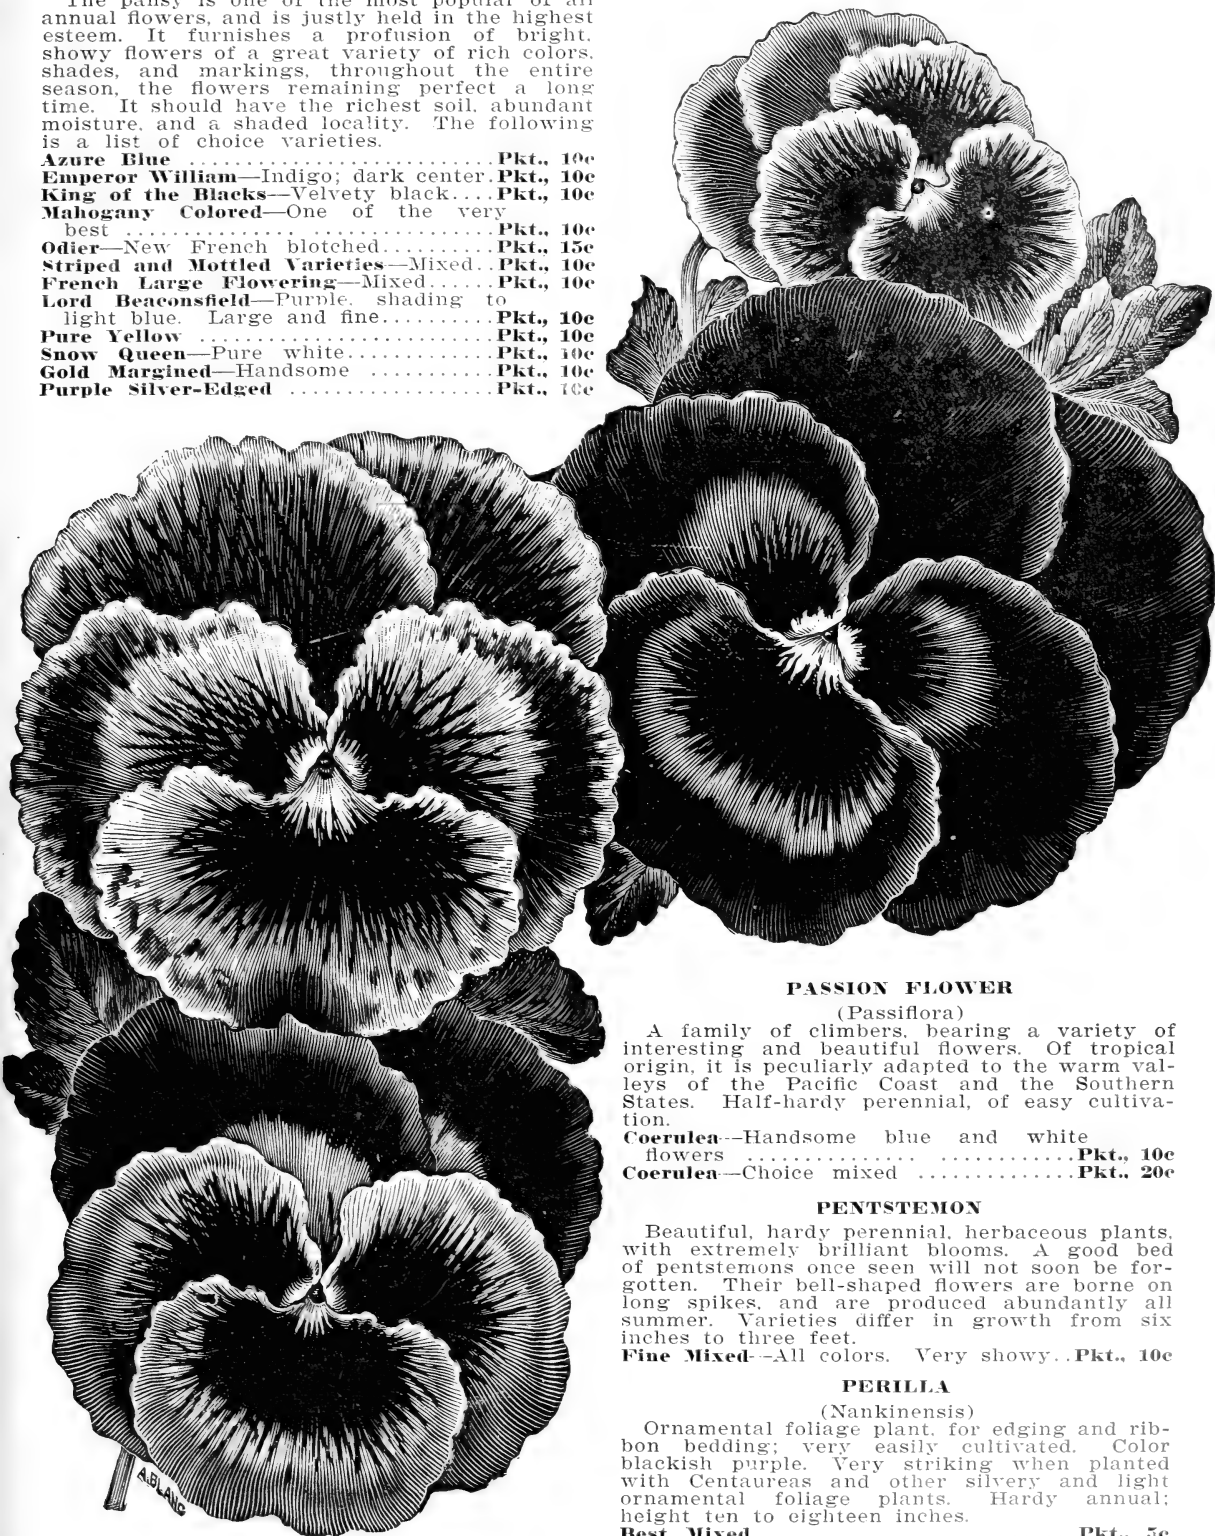 The pansy is one of the most popular of all
annual flowers, and is justly held in the highest
esteem. It furnishes a profusion of bright,
showy flowers of a great variety of rich colors,
shades, and markings, throughout the entire
season, the flowers remaining perfect a long
time. It should have the richest soil, abundant
moisture, and a shaded locality. The following
is a list of choice varieties.
Azure Blue ........................... Pkt., 10c
Emperor William—Indigo; dark center. Pkt., 10c
King of the Blacks—Velvety black.... Pkt., 10c
Mahogany Colored—One of the very
best ................................. Pkt., 10c
Odier—New French blotched.......... Pkt., 15c
Striped and Mottled Varieties—Mixed.. Pkt., 10c
French Large Flowering—Mixed...... Pkt., 10c
Lord Beaconsfield—Purple, shading to
light blue. Large and fine.......... Pkt., 10c
Pure Yellow .......................... Pkt., 10c
Snow Queen—Pure white............. Pkt., 10c
Gold Margined—Handsome ........... Pkt., 10c
Purple Silver-Edged .................. Pkt., 10c
A. BLANC
PASSION FLOWER
(Passiflora)
A family of climbers, bearing a variety of
interesting and beautiful flowers. Of tropical
origin, it is peculiarly adapted to the warm val-
leys of the Pacific Coast and the Southern
States. Half-hardy perennial, of easy cultiva-
tion.
Coerulea—Handsome blue and white
flowers ............... ............ Pkt., 10c
Coerulea—Choice mixed .............. Pkt., 20c
PENTSTEMON
Beautiful, hardy perennial, herbaceous plants,
with extremely brilliant blooms. A good bed
of pentstemons once seen will not soon be for-
gotten. Their bell-shaped flowers are borne on
long spikes, and are produced abundantly all
summer. Varieties differ in growth from six
inches to three feet.
Fine Mixed—All colors. Very showy.. Pkt., 10c
PERILLA
(Nankinensis)
Ornamental foliage plant, for edging and rib-
bon bedding; very easily cultivated. Color
blackish purple. Very striking when planted
with Centaureas and other silvery and light
ornamental foliage plants. Hardy annual;
height ten to eighteen inches.
Best Mixed Pkt., 5c